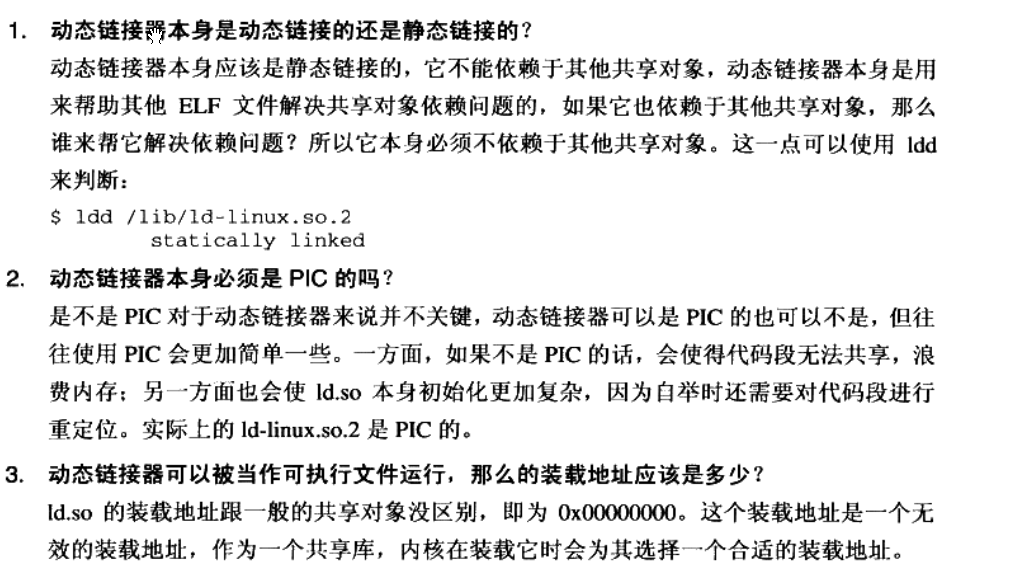 1. 动态链接器本身是动态链接的还是静态链接的？
动态链接器本身应该是静态链接的，它不能依赖于其他共享对象，动态链接器本身是用
来帮助其他 ELF 文件解决共享对象依赖问题的，如果它也依赖于其他共享对象，那么
谁来帮它解决依赖问题？所以它本身必须不依赖于其他共享对象。这一点可以使用 ldd
来判断：
$ ldd /lib/ld-linux.so.2
statically linked
2. 动态链接器本身必须是 PIC 的吗？
是不是 PIC 对于动态链接器来说并不关键，动态链接器可以是 PIC 的也可以不是，但往
往使用 PIC 会更加简单一些。一方面，如果不是 PIC 的话，会使得代码段无法共享，浪
费内存；另一方面也会使 ld.so 本身初始化更加复杂，因为自举时还需要对代码段进行
重定位。实际上的 ld-linux.so.2 是 PIC 的。
3. 动态链接器可以被当作可执行文件运行，那么的装载地址应该是多少？
ld.so 的装载地址跟一般的共享对象没区别，即为 0x00000000。这个装载地址是一个无
效的装载地址，作为一个共享库，内核在装载它时会为其选择一个合适的装载地址。